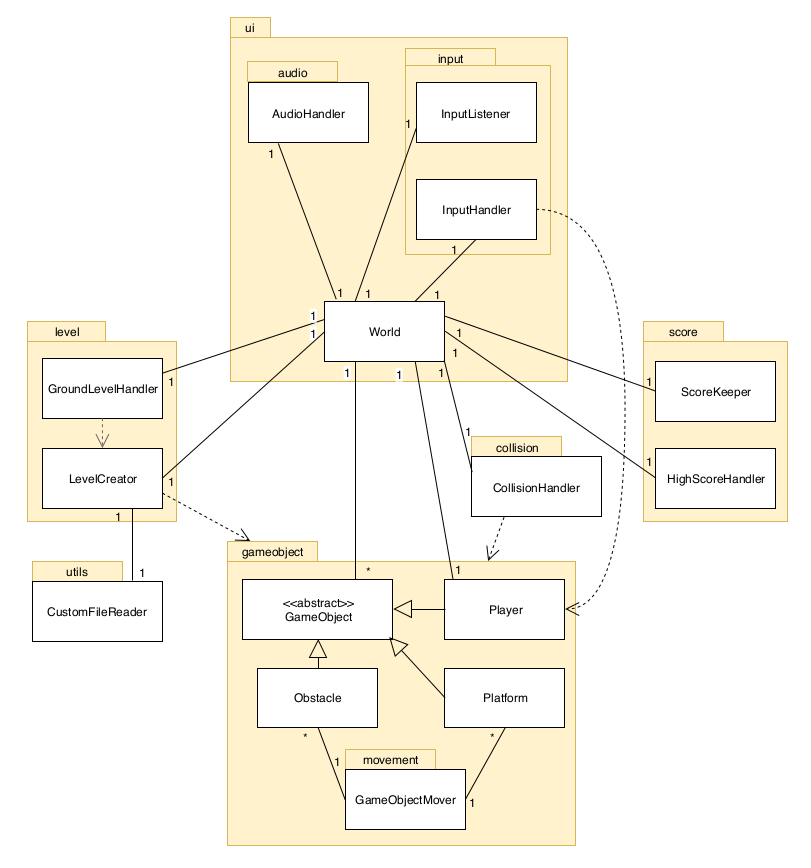 ui
audio
input
AudioHandler
InputListener
1
1
InputHandler
1
1
1
1
World
1
1
1
1
1
1
1
level
GroundLevelHandler
1
LevelCreator
1
1
score
ScoreKeeper
1
HighScoreHandler
1
collision
1
CollisionHandler
utils
1
CustomFileReader
gameobject
*
1
<<abstract>>
GameObject
Player
Obstacle
Platform
*
*
movement
1
GameObjectMover
1